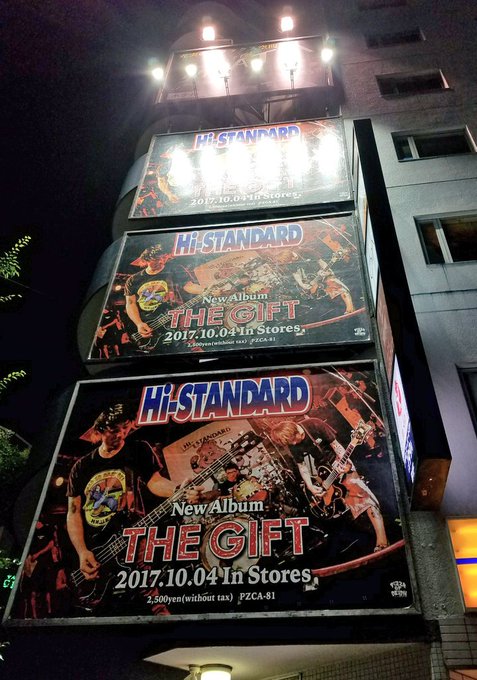 Hi-STANDARD
THE GIFT
2017.10.04 In Stores
Hi-STANDARD
New Album
THE GIFT
2017.10.04 In Stores
2,500yen(without tax) PZCA-81
Hi-STANDARD
HI-STANDARD
New Album
THE GIFT
2017.10.04 In Stores
2,500yen(without tax) PZCA-81